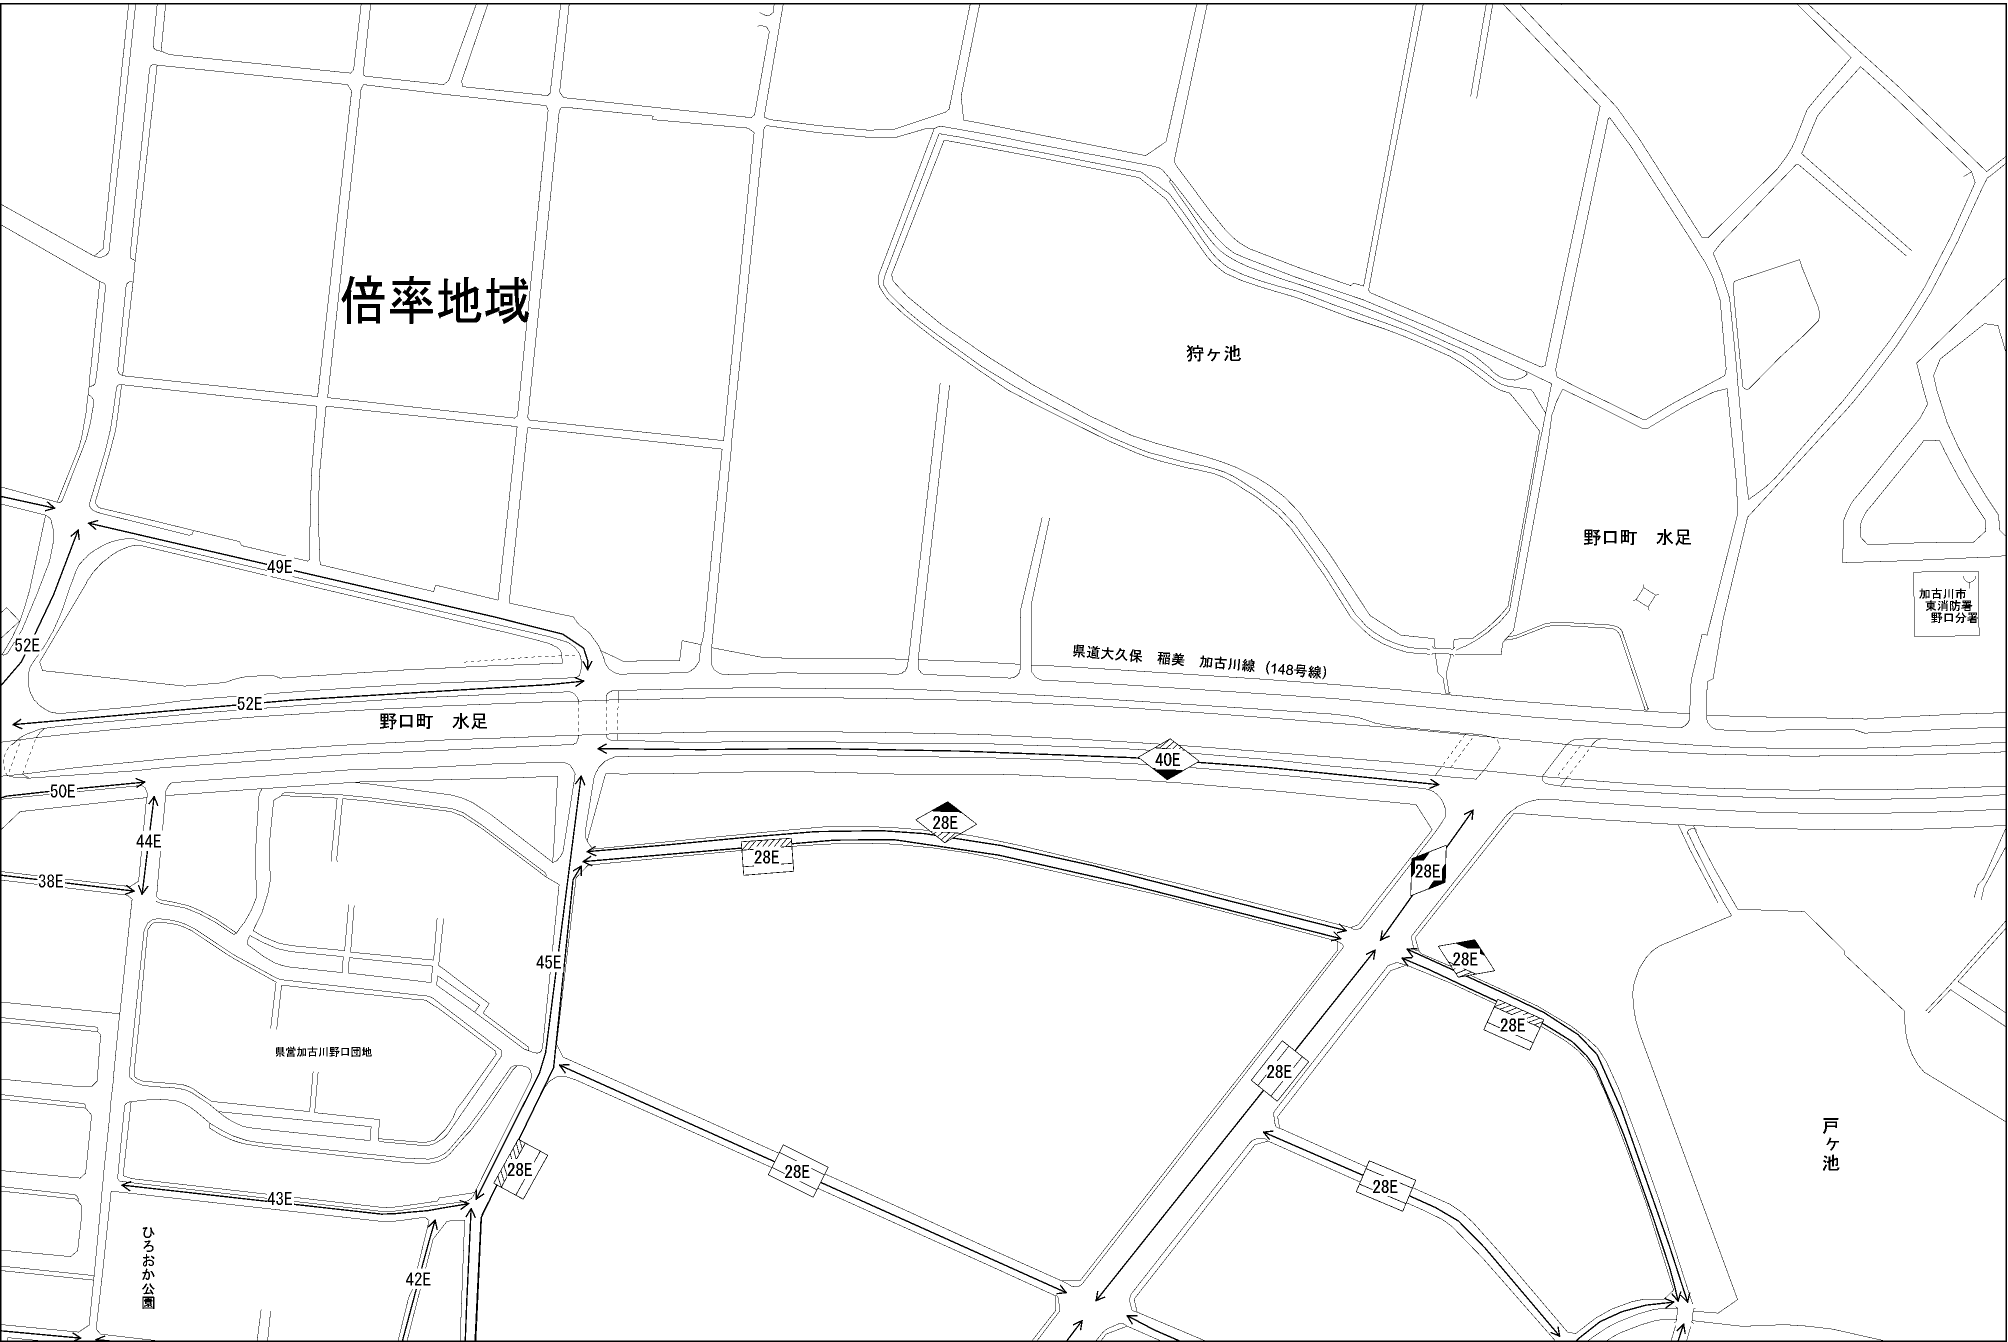 倍率地域
狩ヶ池
野口町　水足
加古川市
東消防署
野口分署
49E
52E
県道大久保　稲美　加古川線（148号線）
52E
野口町　水足
40E
50E
28E
44E
28E
28E
38E
45E
28E
28E
県営加古川野口団地
28E
戸ヶ池
28E
28E
28E
43E
ひろおか公園
42E